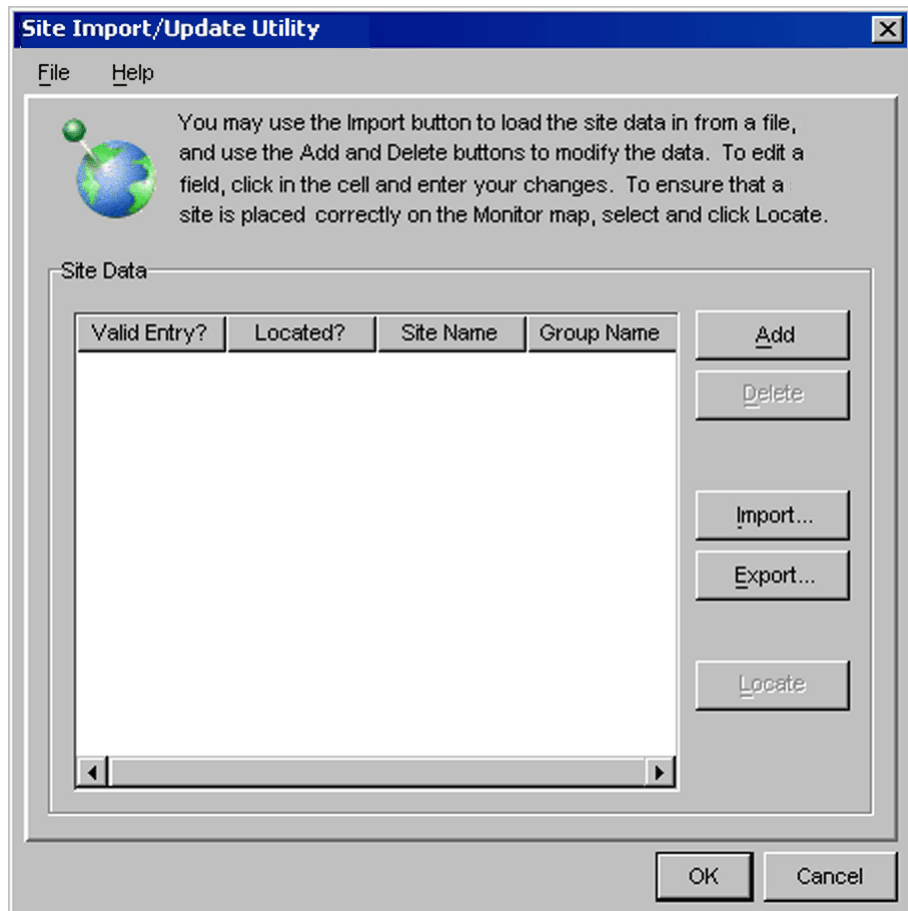 Site Import/Update Utility
File Help
You may use the Import button to load the site data in from a file,
and use the Add and Delete buttons to modify the data. To edit a
field, click in the cell and enter your changes. To ensure that a
site is placed correctly on the Monitor map, select and click Locate.
Site Data
Valid Entry? Located? Site Name Group Name
Add
Delete
Import...
Export...
Locate
OK Cancel